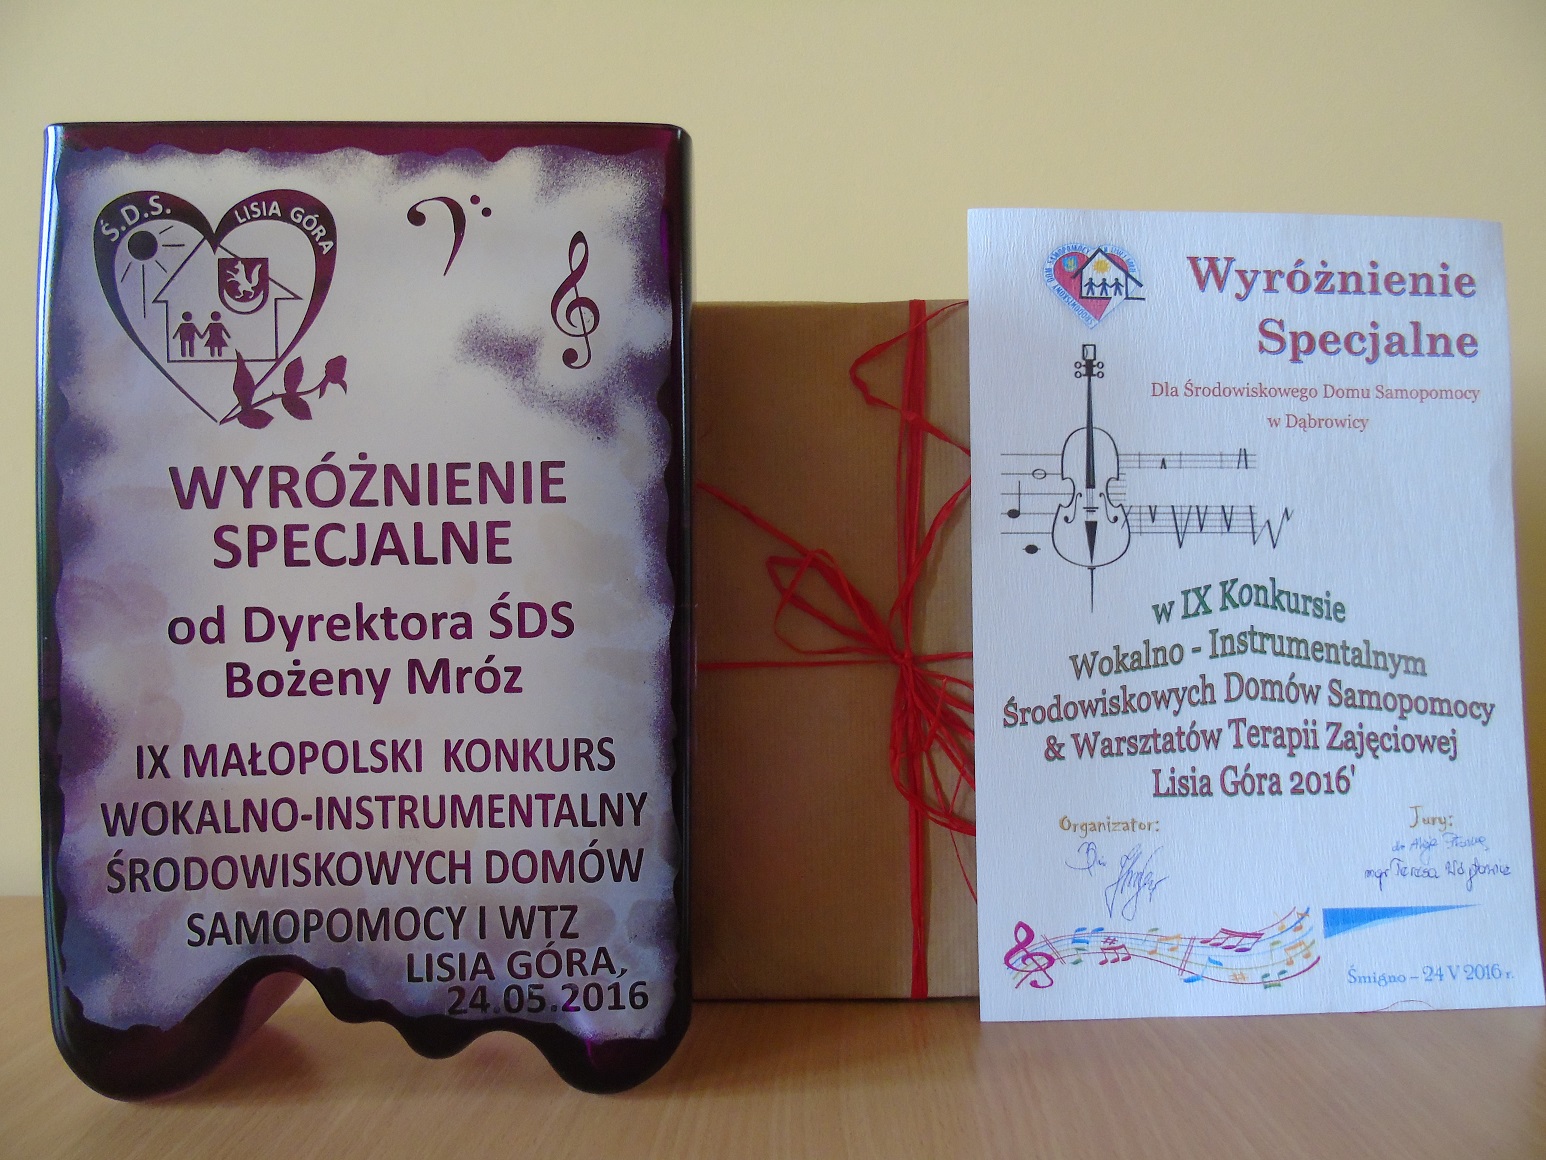 Ś.D.S. LISIA GÓRA
WYRÓŻNIENIE
SPECJALNE
od Dyrektora ŚDS
Bożeny Mróz
IX MAŁOPOLSKI KONKURS
WOKALNO-INSTRUMENTALNY
ŚRODOWISKOWYCH DOMÓW
SAMOPOMOCY I WTZ
LISIA GÓRA,
24.05.2016
Wyróżnienie
Specjalne
Dla Środowiskowego Domu Samopomocy
w Dąbrowicy
w IX Konkursie
Wokalno - Instrumentalnym
Środowiskowych Domów Samopomocy
& Warsztatów Terapii Zajęciowej
Lisia Góra 2016'
Organizator:
Jury:
mgr Teresa
Śmigno – 24 V 2016 r.